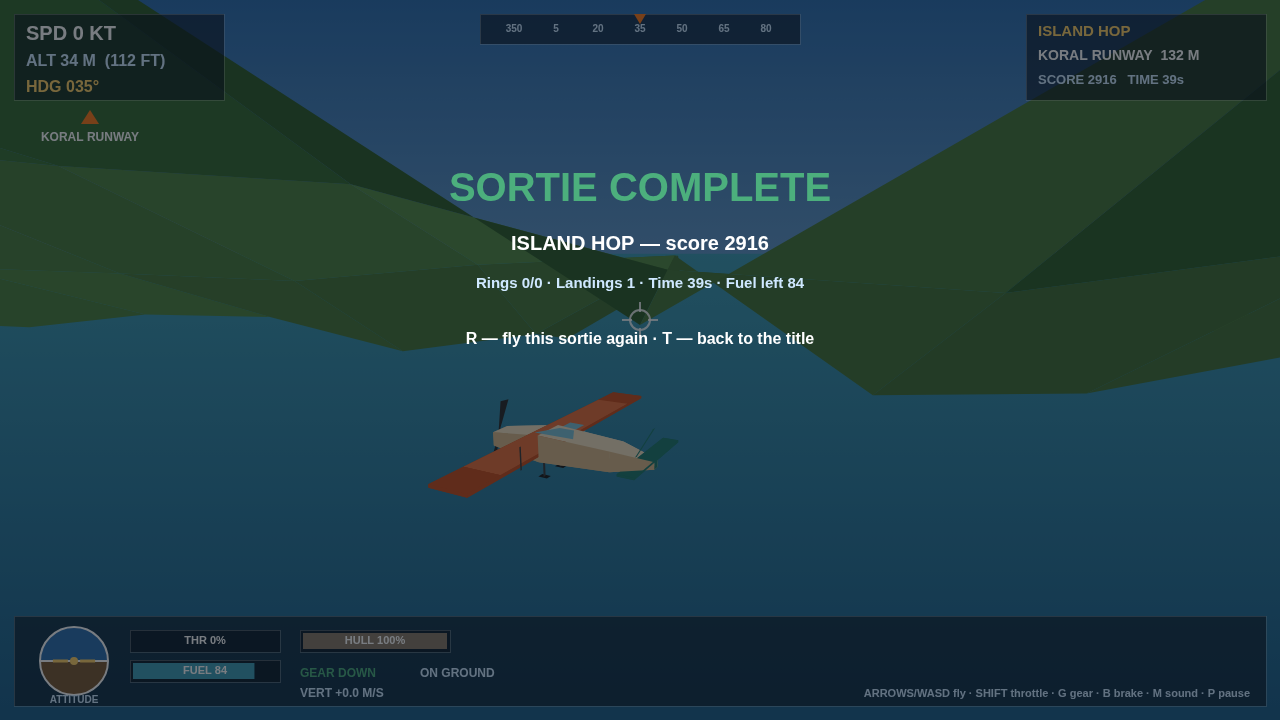 SPD 0 KT
ALT 34 M (112 FT)
HDG 035°
KORAL RUNWAY
350 5 20 35 50 65 80
ISLAND HOP
KORAL RUNWAY 132 M
SCORE 2916 TIME 39s
SORTIE COMPLETE
ISLAND HOP — score 2916
Rings 0/0 · Landings 1 · Time 39s · Fuel left 84
R — fly this sortie again · T — back to the title
ATTITUDE
THR 0%
FUEL 84
HULL 100%
GEAR DOWN ON GROUND
VERT +0.0 M/S
ARROWS/WASD fly · SHIFT throttle · G gear · B brake · M sound · P pause